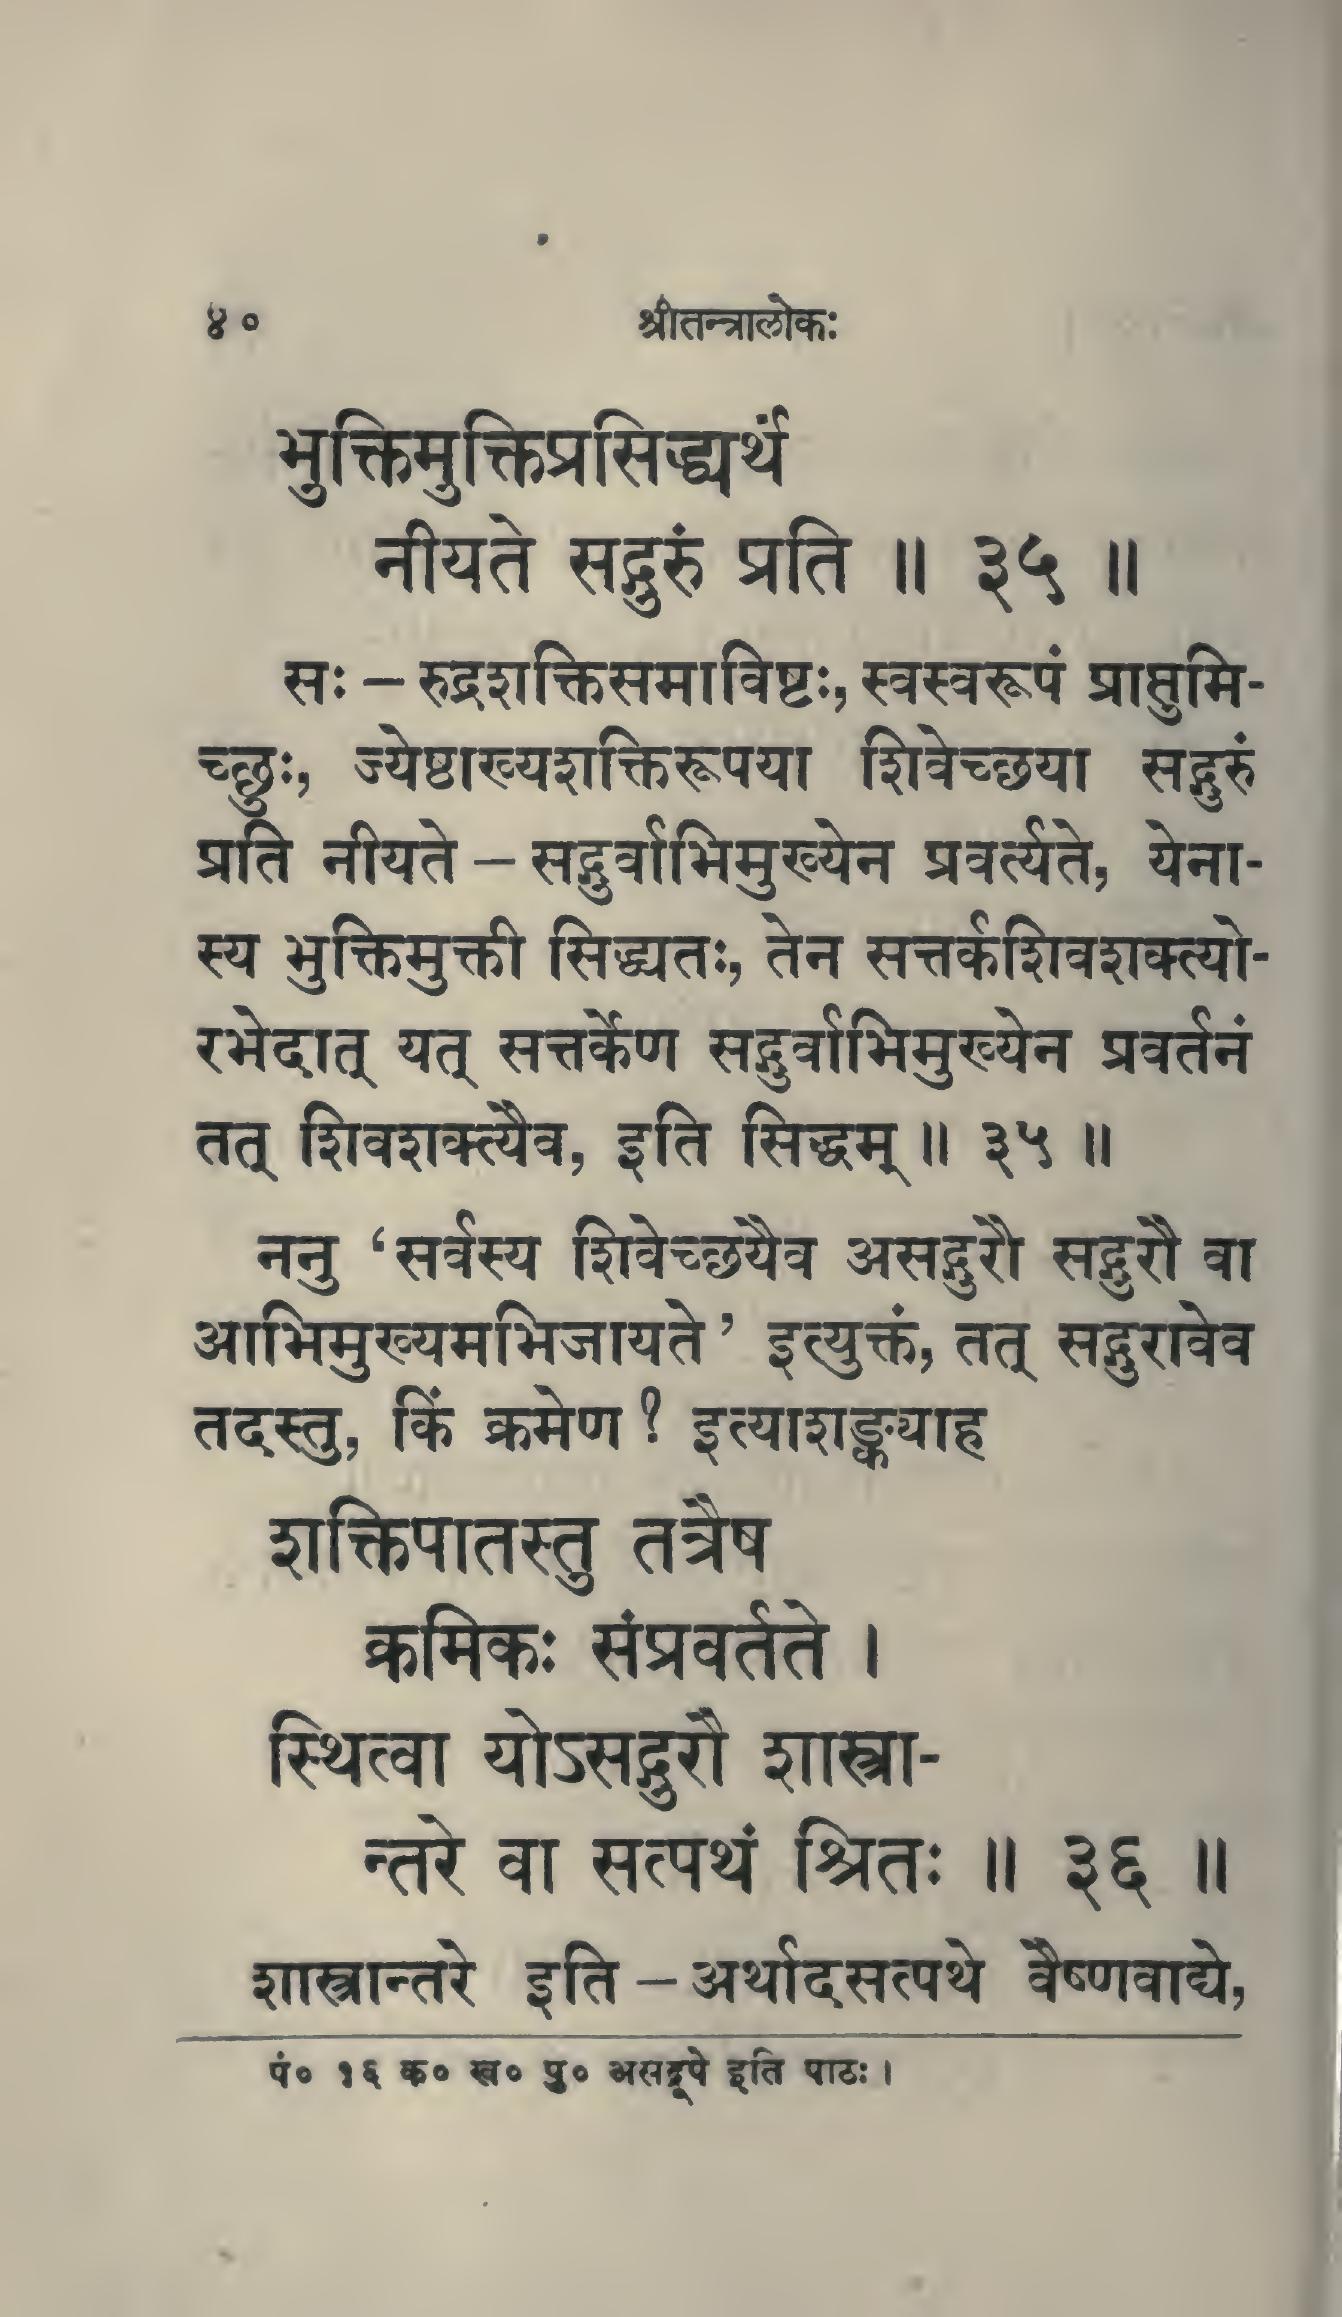 ४० श्रीतन्त्रालोकः
भुक्तिमुक्तिप्रसिद्ध्यर्थं
नीयते सद्गुरुं प्रति ॥ ३५ ॥
सः – रुद्रशक्तिसमाविष्टः, स्वस्वरूपं प्राप्तुमि-
च्छुः, ज्येष्ठाख्यशक्तिरूपया शिवेच्छया सद्गुरुं
प्रति नीयते – सद्गुर्वाभिमुख्येन प्रवर्त्यते, येना-
स्य भुक्तिमुक्ती सिद्ध्यतः, तेन सत्तर्कशिवशक्त्यो-
रभेदात् यत् सत्तर्केण सद्गुर्वाभिमुख्येन प्रवर्तनं
तत् शिवशक्त्यैव, इति सिद्धम् ॥ ३५ ॥
ननु ‘सर्वस्य शिवेच्छयैव असद्गुरौ सद्गुरौ वा
आभिमुख्यमभिजायते’ इत्युक्तं, तत् सद्गुरावेव
तदस्तु, किं क्रमेण ? इत्याशङ्क्याह
शक्तिपातस्तु तत्रैष
क्रमिकः संप्रवर्तते ।
स्थित्वा योऽसद्गुरौ शास्त्रा-
न्तरे वा सत्पथं श्रितः ॥ ३६ ॥
शास्त्रान्तरे इति – अर्थादसत्पथे वैष्णवाद्ये,
पं० १६ क० ख० पु० असद्रूपे इति पाठः ।